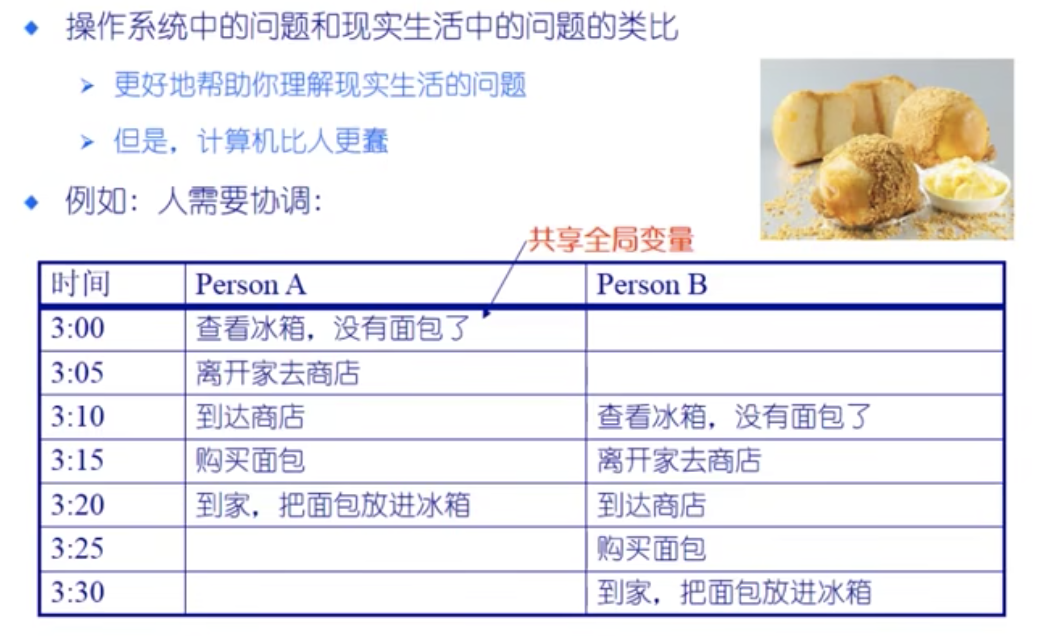 操作系统中的问题和现实生活中的问题的类比
更好地帮助你理解现实生活的问题
但是，计算机比人更蠢
例如：人需要协调：
共享全局变量
时间 Person A Person B
3:00 查看冰箱，没有面包了
3:05 离开家去商店
3:10 到达商店 查看冰箱，没有面包了
3:15 购买面包 离开家去商店
3:20 到家，把面包放进冰箱 到达商店
3:25 购买面包
3:30 到家，把面包放进冰箱